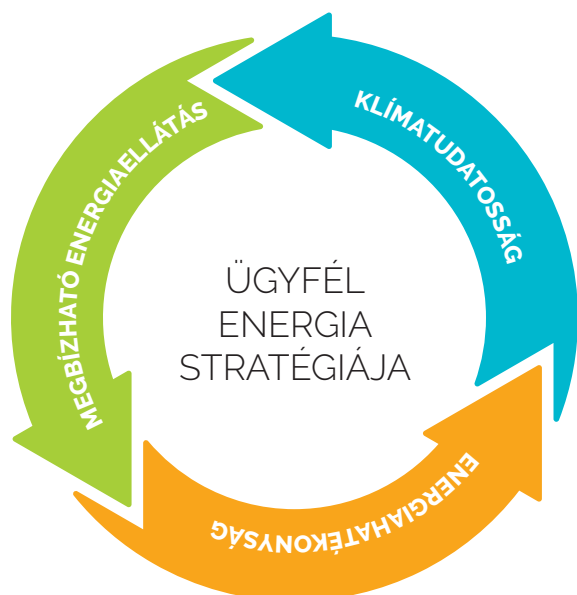 KLÍMATUDATOSSÁG
MEGBÍZHATÓ ENERGIAELLÁTÁS
ÜGYFÉL
ENERGIA
STRATÉGIÁJA
ENERGIAHATÉKONYSÁG